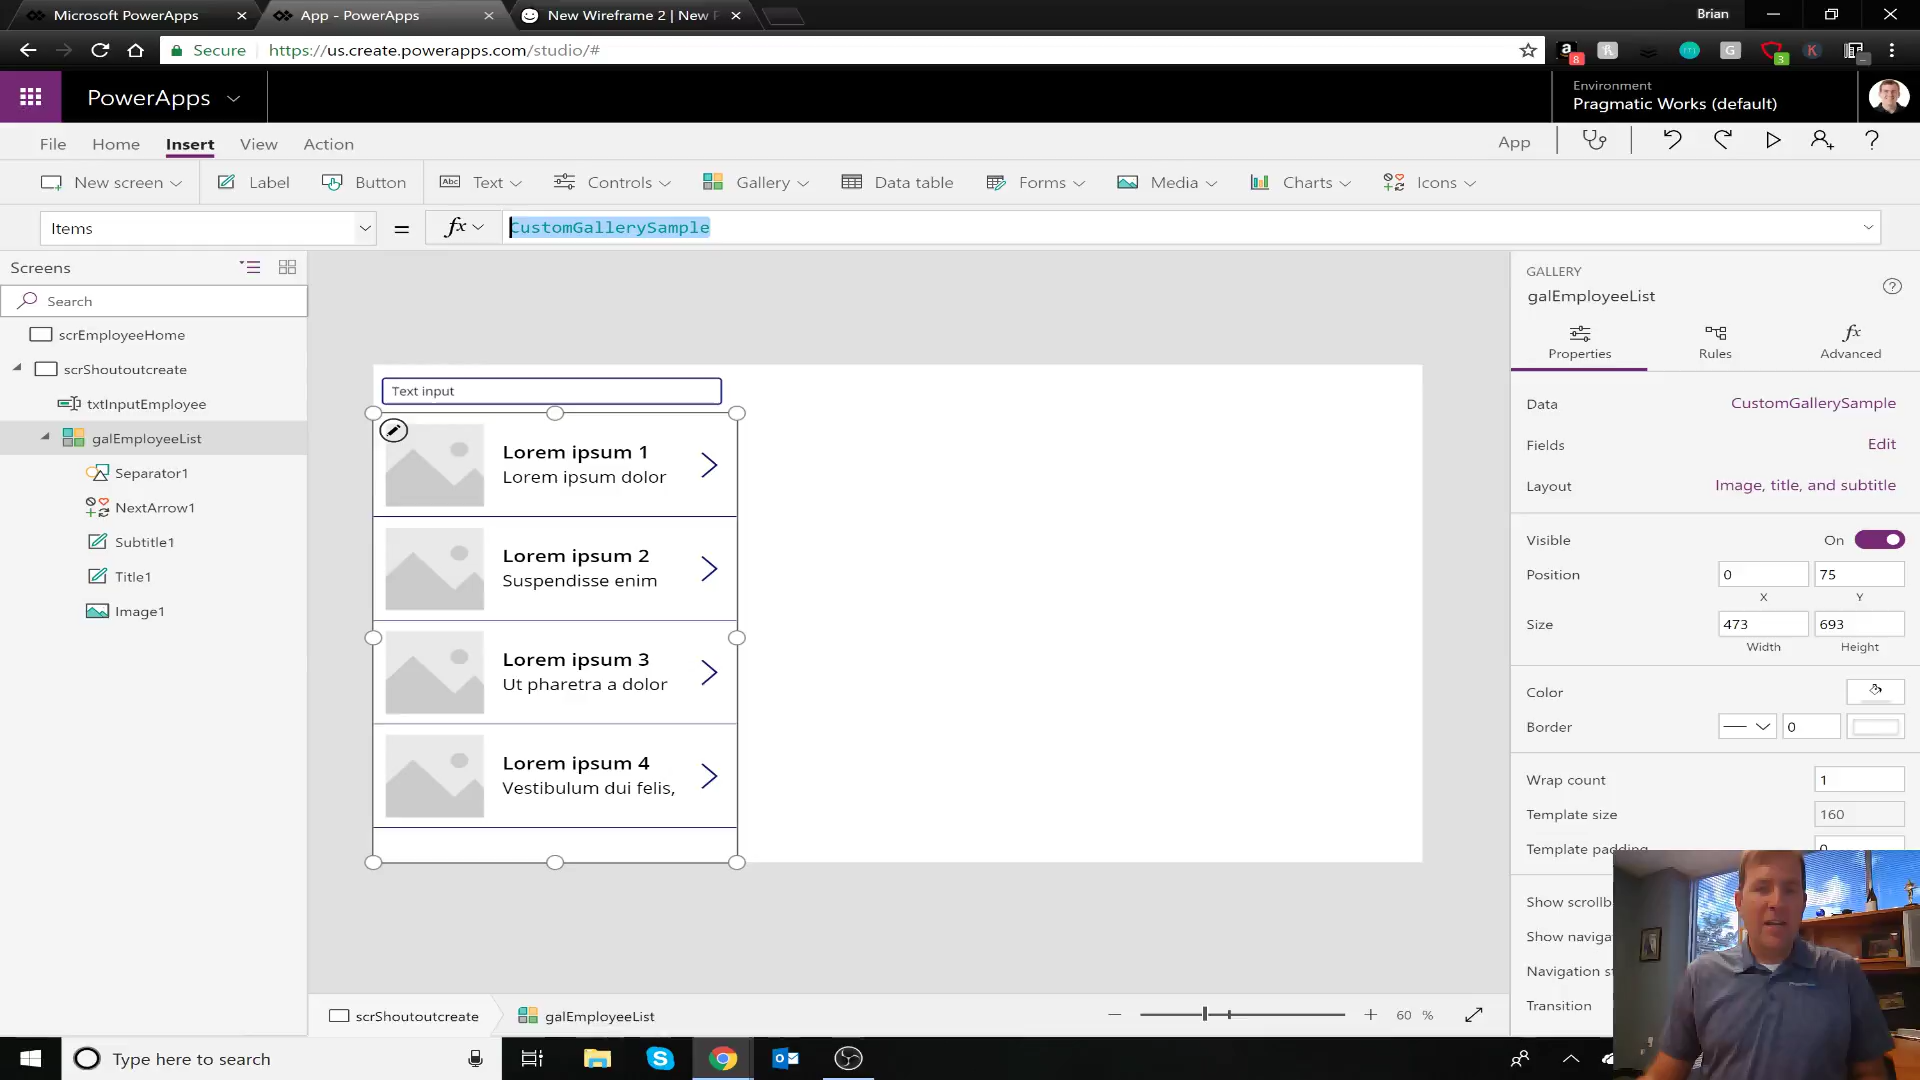 Microsoft PowerApps
App - PowerApps
New Wireframe 2 | New
Brian
Secure
https://us.create.powerapps.com/studio/#
PowerApps
Environment
Pragmatic Works (default)
File Home Insert View Action
App
New screen
Label
Button
Abc Text
Controls
Gallery
Data table
Forms
Media
Charts
Icons
Items
=
fx
CustomGallerySample
Screens
Search
scrEmployeeHome
scrShoutoutcreate
txtInputEmployee
galEmployeeList
Separator1
NextArrow1
Subtitle1
Title1
Image1
Text input
Lorem ipsum 1
Lorem ipsum dolor
Lorem ipsum 2
Suspendisse enim
Lorem ipsum 3
Ut pharetra a dolor
Lorem ipsum 4
Vestibulum dui felis,
GALLERY
galEmployeeList
Properties
Rules
fx
Advanced
Data CustomGallerySample
Fields Edit
Layout Image, title, and subtitle
Visible On
Position 0 75
X Y
Size 473 693
Width Height
Color
Border 0
Wrap count 1
Template size 160
Template padding 0
Show scrollb
Show naviga
Navigation st
Transition
scrShoutoutcreate
galEmployeeList
60 %
Type here to search